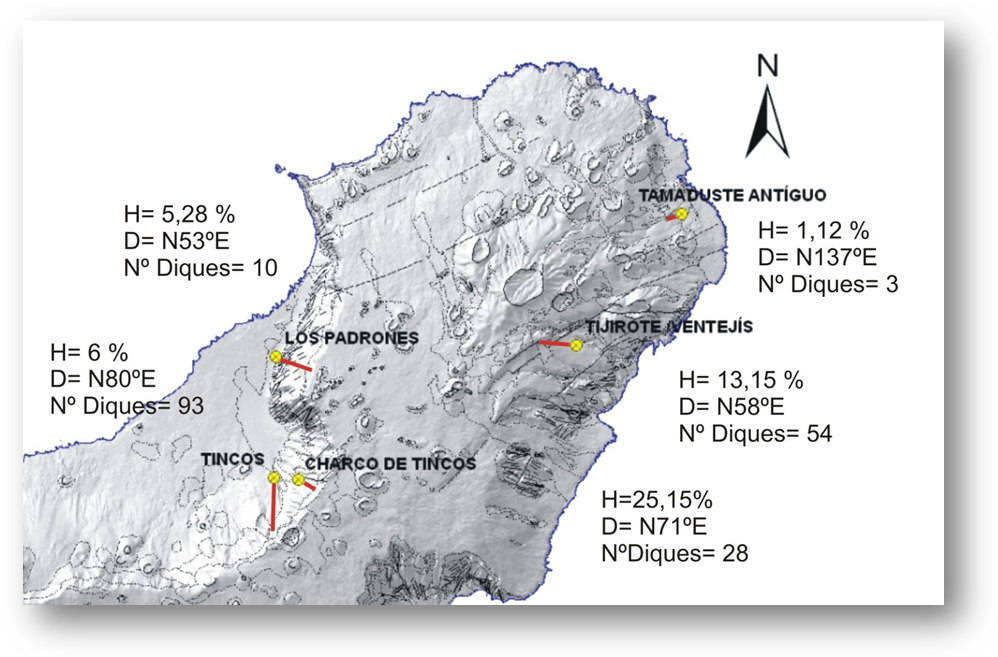 N
TAMADUSTE ANTÍGUO
H= 5,28 %
D= N53ºE
Nº Diques= 10
H= 1,12 %
D= N137ºE
Nº Diques= 3
TIJIROTE /VENTEJÍS
LOS PADRONES
H= 6 %
D= N80ºE
Nº Diques= 93
H= 13,15 %
D= N58ºE
Nº Diques= 54
TINCOS
CHARCO DE TINCOS
H=25,15%
D= N71ºE
NºDiques= 28